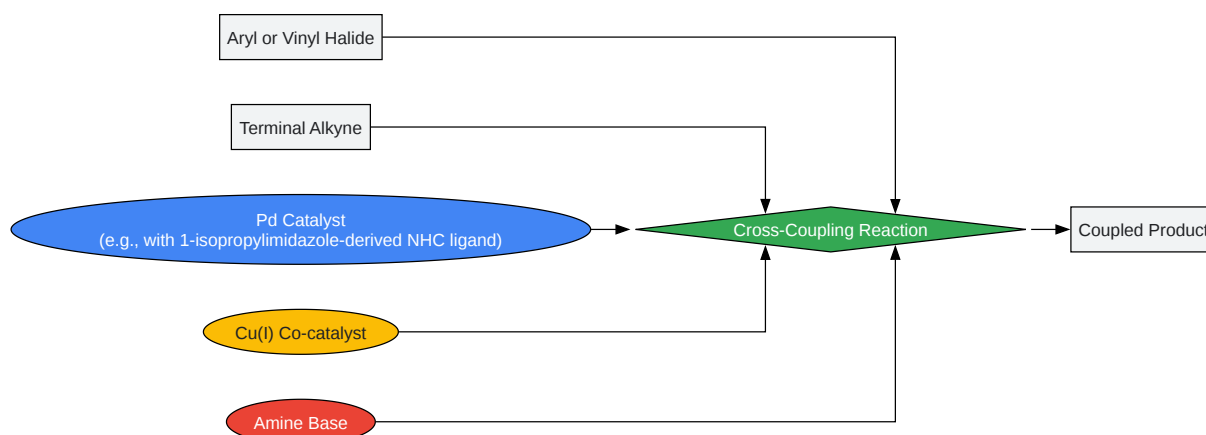 Aryl or Vinyl Halide
Terminal Alkyne
Pd Catalyst
(e.g., with 1-isopropylimidazole-derived NHC ligand)
Cross-Coupling Reaction
Coupled Product
Cu(I) Co-catalyst
Amine Base